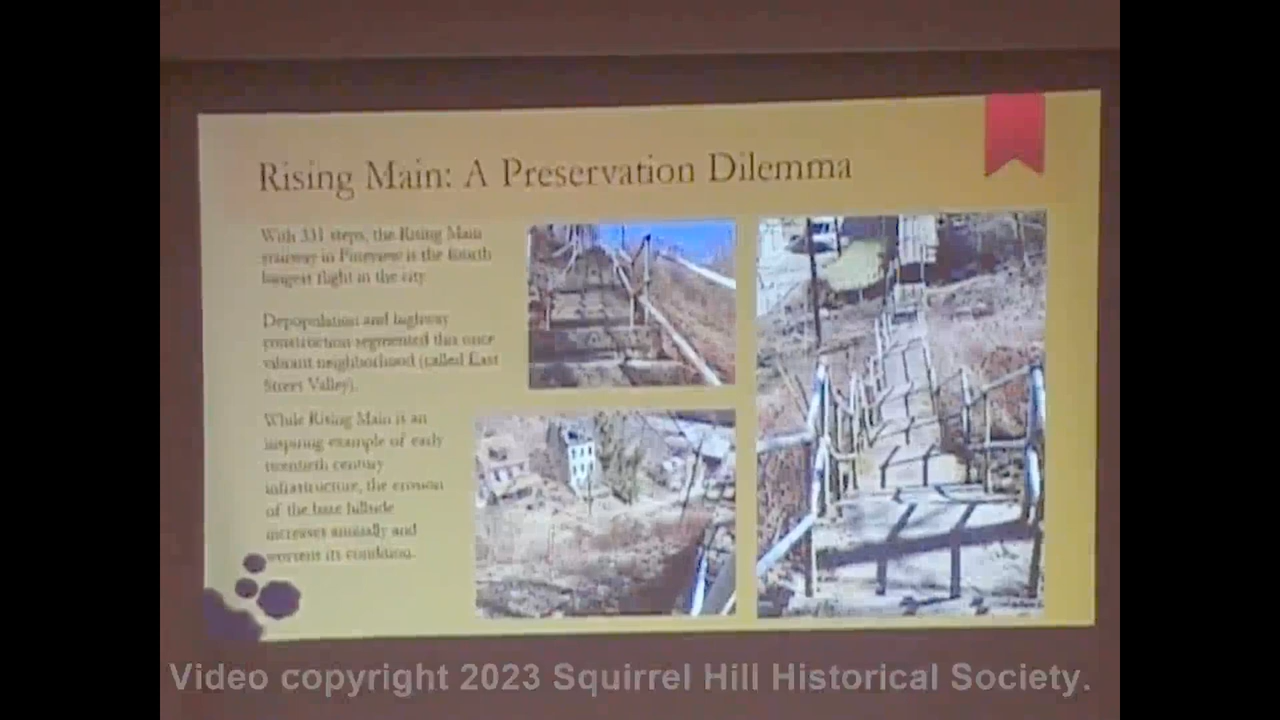 Rising Main: A Preservation Dilemma
With 331 steps, the Rising Main
stairway in Fineview is the fourth
longest flight in the city
Depopulation and highway
construction segmented this once
vibrant neighborhood (called East
Street Valley).
While Rising Main is an
inspiring example of early
twentieth century
infrastructure, the erosion
of the bare hillside
increases annually and
worsens its condition.
Video copyright 2023 Squirrel Hill Historical Society.